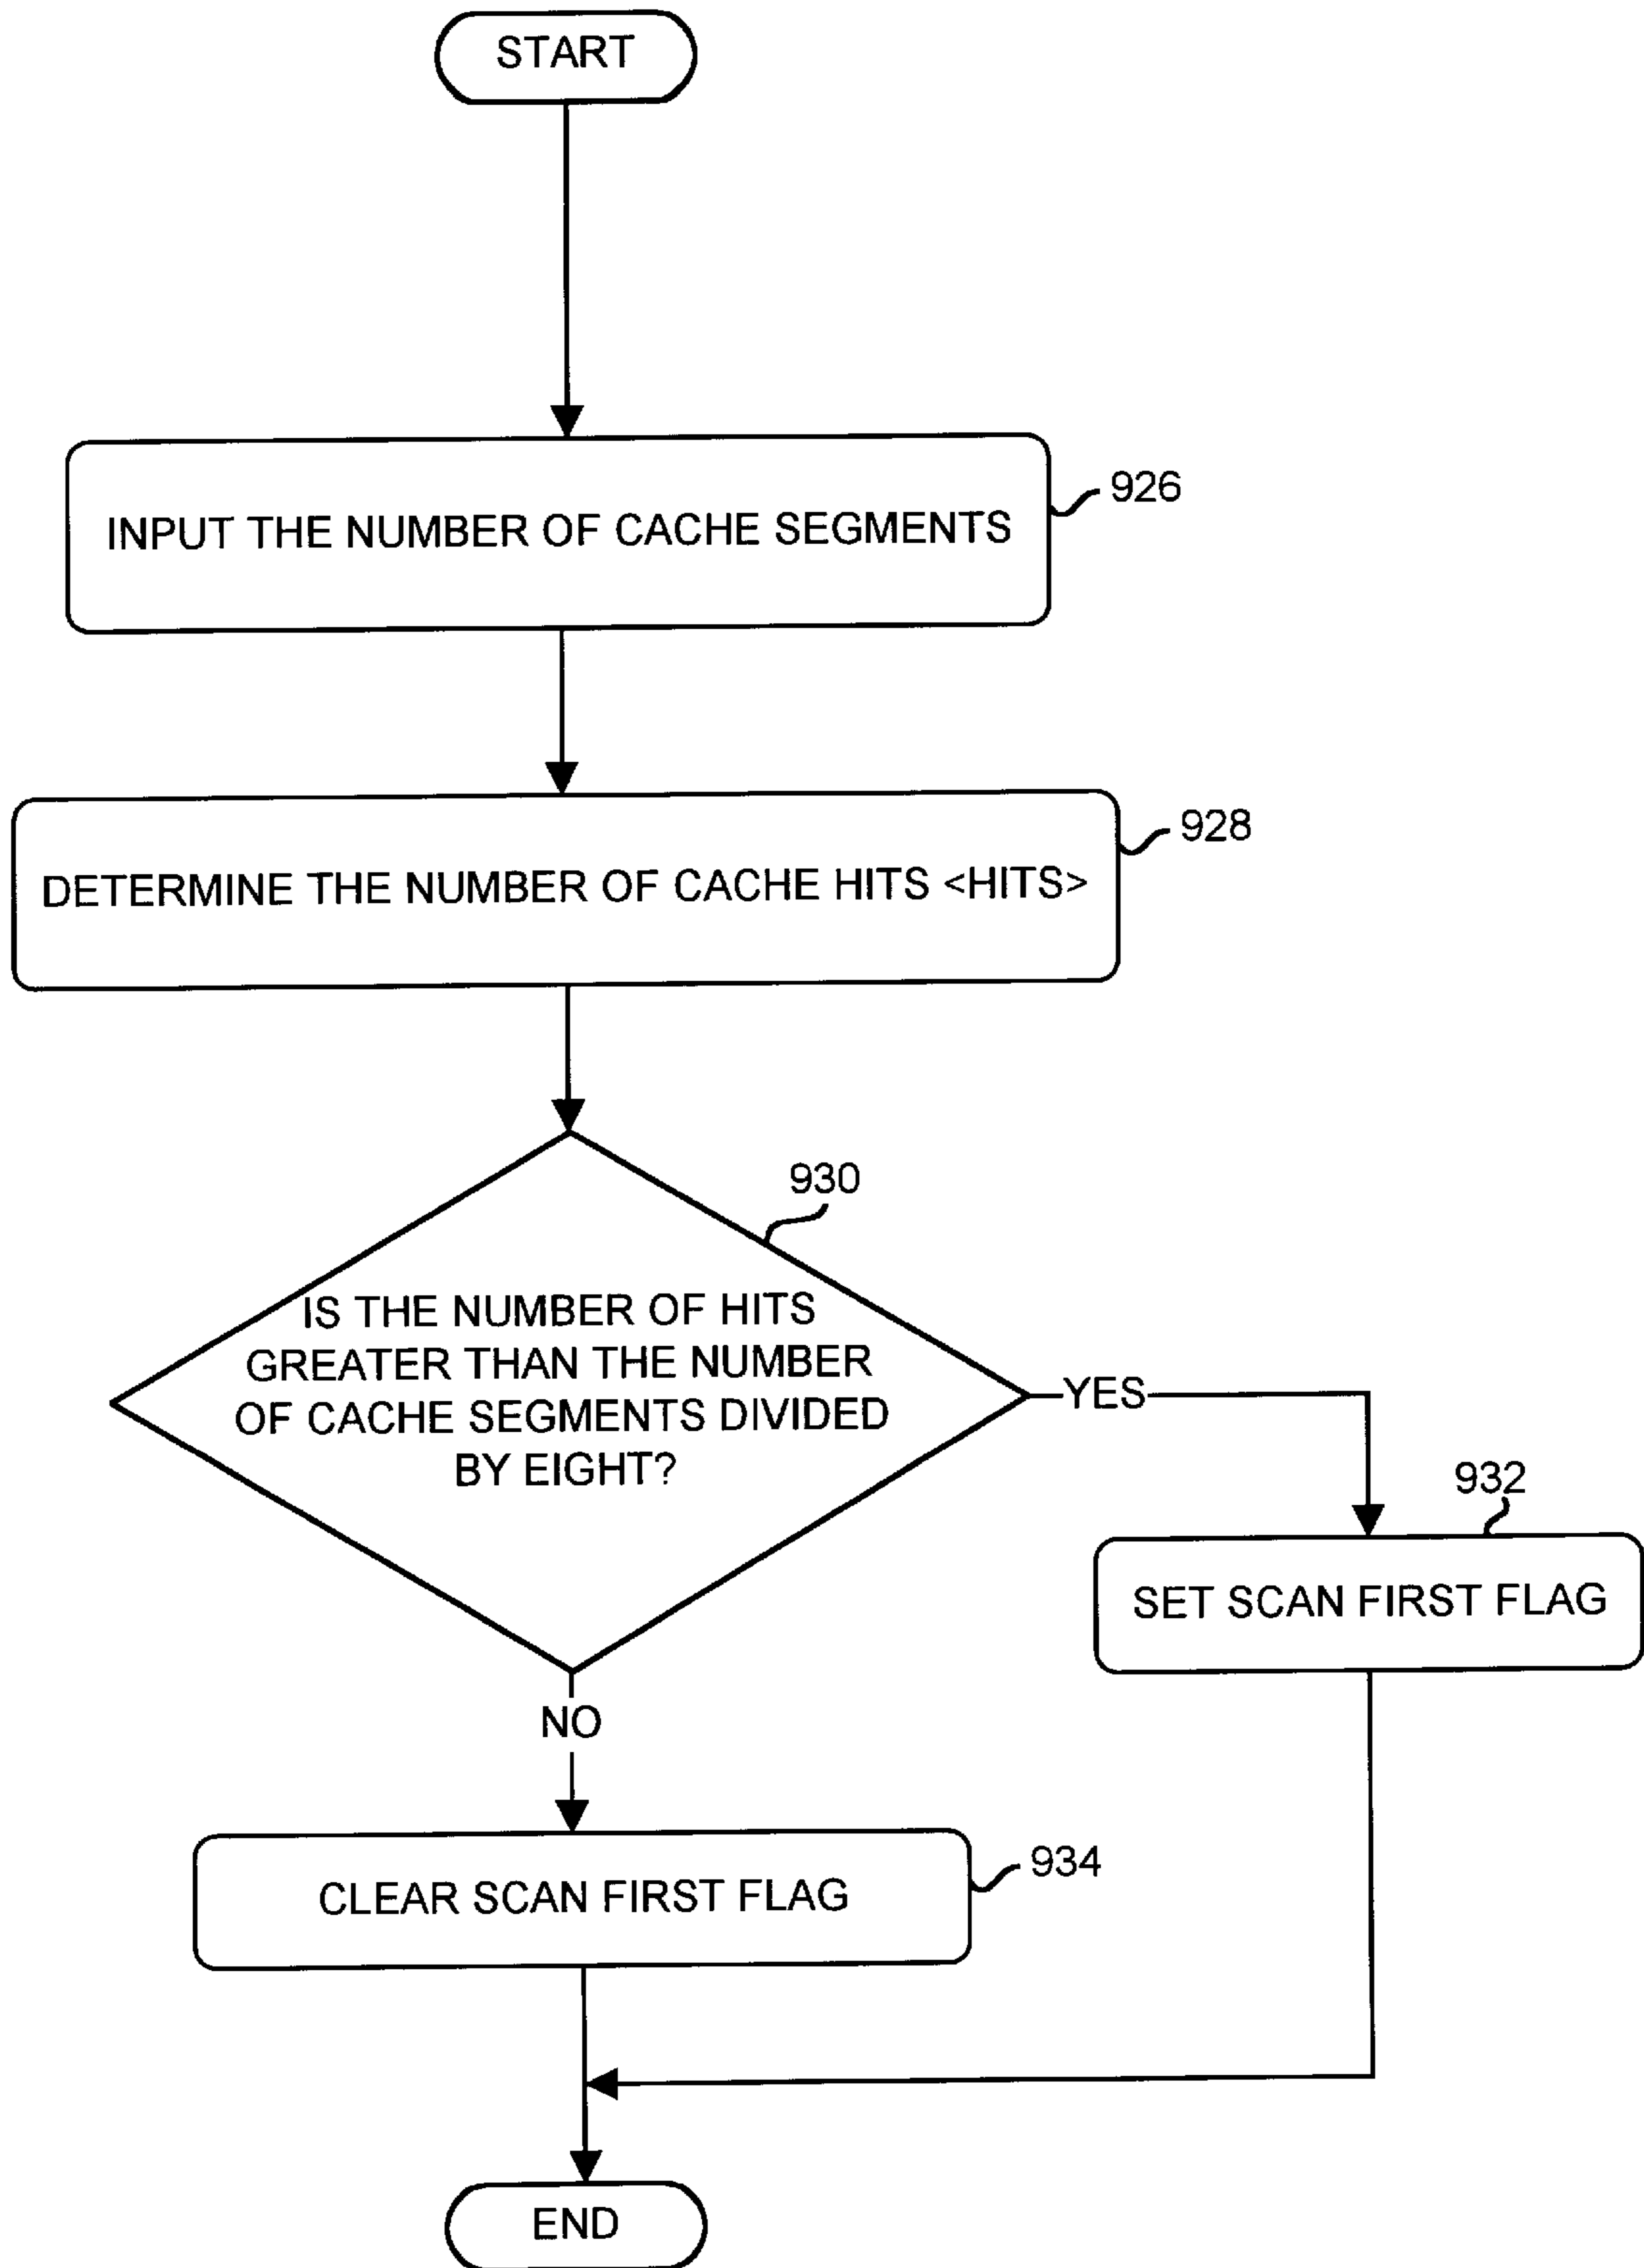 START
INPUT THE NUMBER OF CACHE SEGMENTS
926
DETERMINE THE NUMBER OF CACHE HITS <HITS>
928
930
IS THE NUMBER OF HITS
GREATER THAN THE NUMBER
OF CACHE SEGMENTS DIVIDED
BY EIGHT?
YES
932
SET SCAN FIRST FLAG
NO
CLEAR SCAN FIRST FLAG
934
END